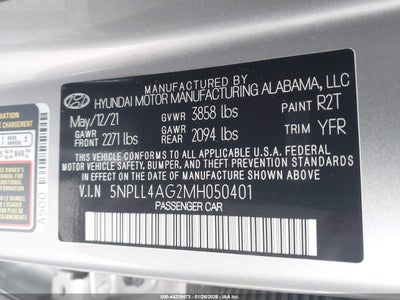 MANUFACTURED BY
HYUNDAI MOTOR MANUFACTURING ALABAMA, LLC
May/12/21 GVWR 3858 lbs PAINT R2T
GAWR FRONT 2271 lbs GAWR REAR 2094 lbs TRIM YFR
THIS VEHICLE CONFORMS TO ALL APPLICABLE U.S.A. FEDERAL
MOTOR VEHICLE SAFETY, BUMPER, AND THEFT PREVENTION STANDARDS
IN EFFECT ON THE DATE OF MANUFACTURE SHOWN ABOVE.
V.I.N 5NPLL4AG2MH050401
PASSENGER CAR
A500